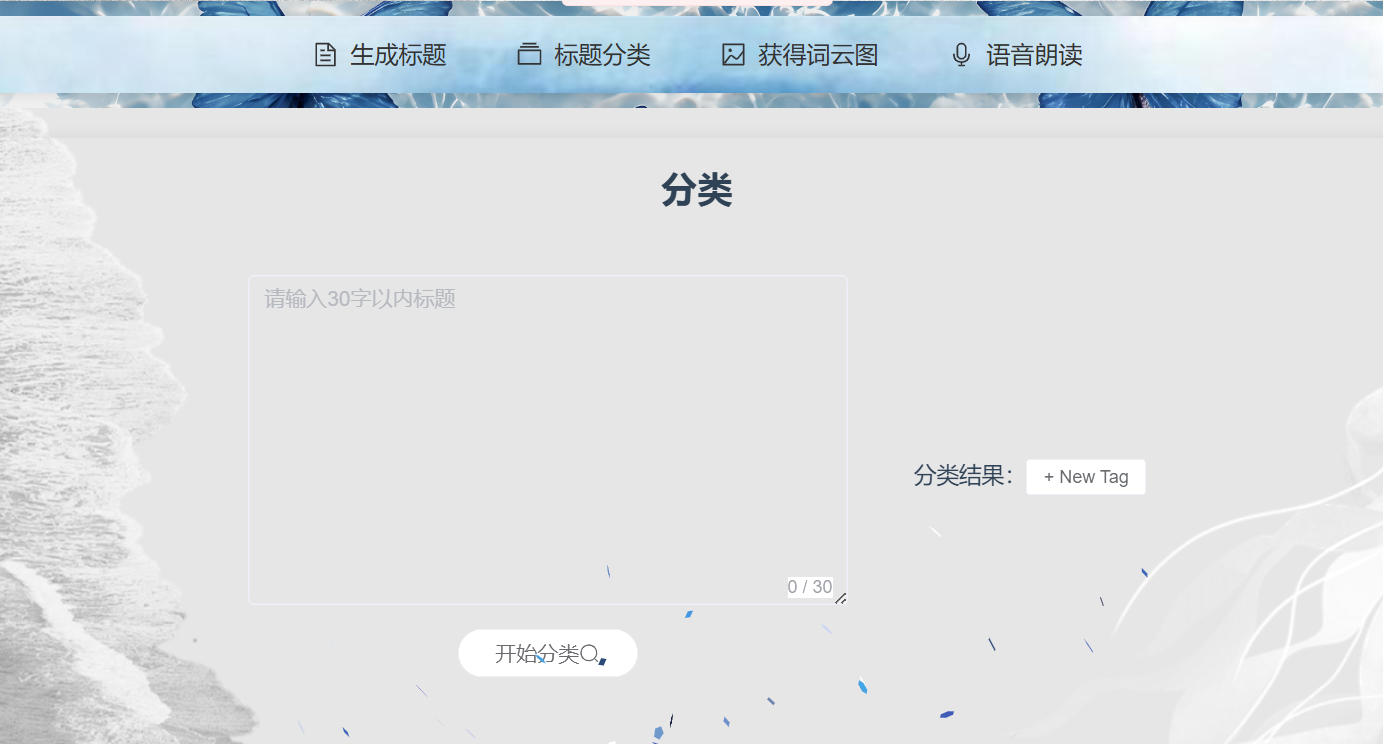 生成标题 标题分类 获得词云图 语音朗读
分类
请输入30字以内标题
分类结果： + New Tag
0 / 30
开始分类